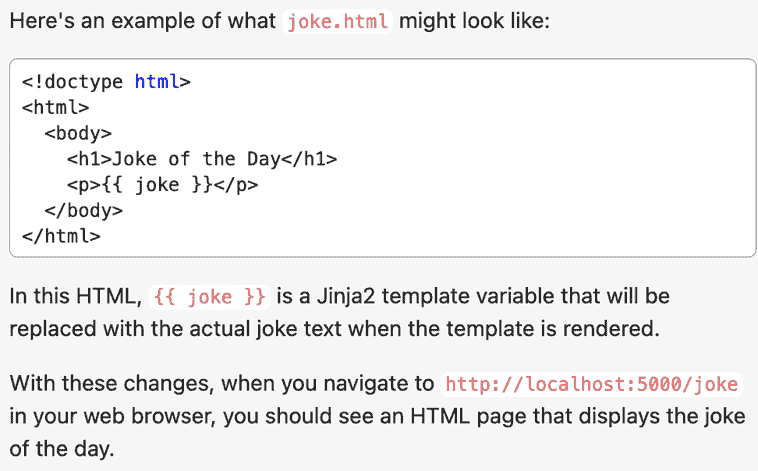 Here's an example of what joke.html might look like:
<!doctype html>
<html>
  <body>
    <h1>Joke of the Day</h1>
    <p>{{ joke }}</p>
  </body>
</html>
In this HTML, {{ joke }} is a Jinja2 template variable that will be
replaced with the actual joke text when the template is rendered.
With these changes, when you navigate to http://localhost:5000/joke
in your web browser, you should see an HTML page that displays the joke
of the day.